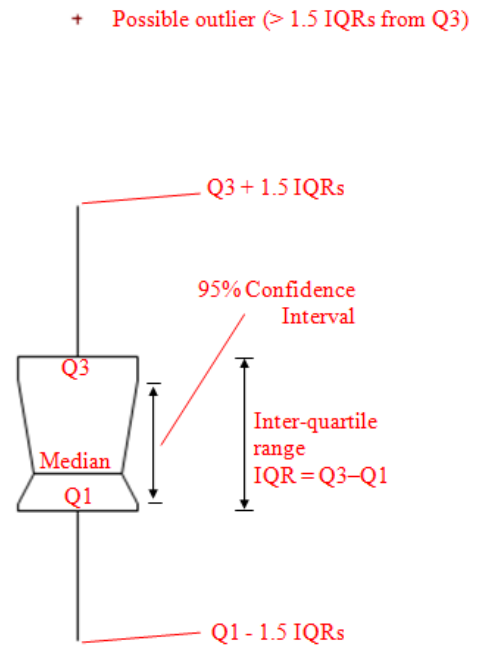 + Possible outlier (> 1.5 IQRs from Q3)
Q3 + 1.5 IQRs
95% Confidence
Interval
Q3
Inter-quartile
range
IQR = Q3–Q1
Median
Q1
Q1 - 1.5 IQRs